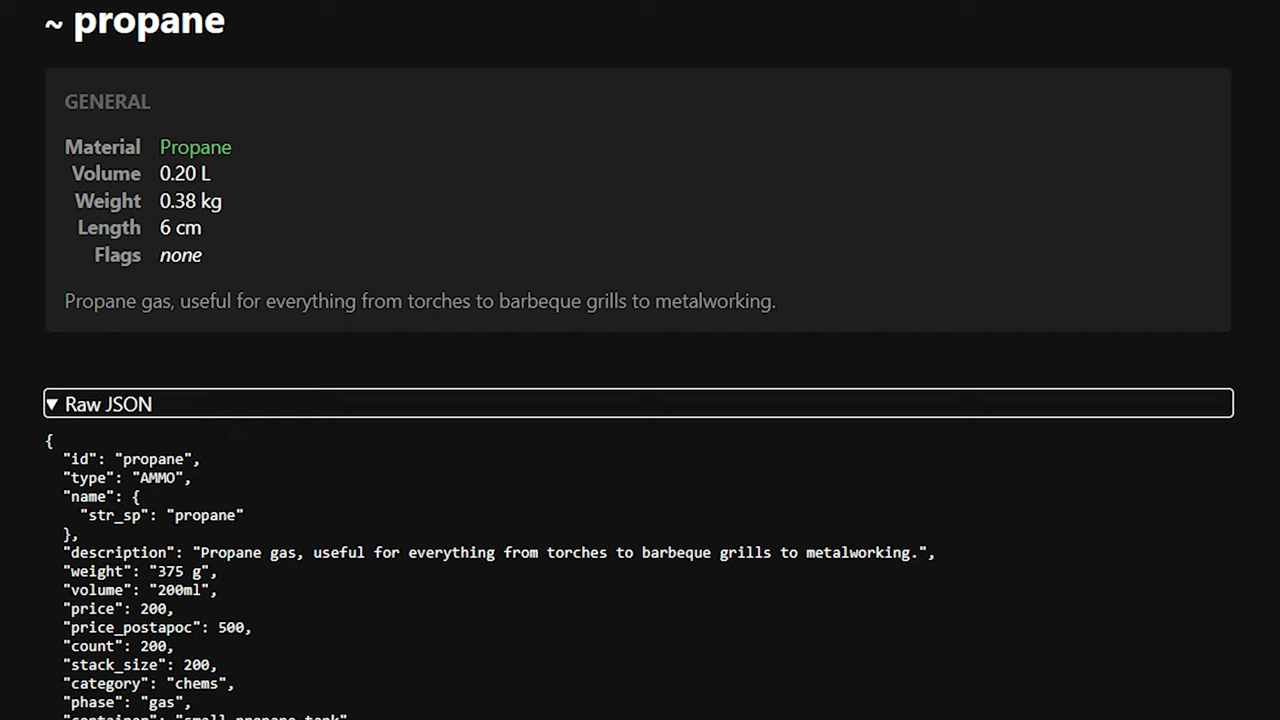 ~ propane
GENERAL
Material Propane
Volume 0.20 L
Weight 0.38 kg
Length 6 cm
Flags none
Propane gas, useful for everything from torches to barbeque grills to metalworking.
▼ Raw JSON
{
"id": "propane",
"type": "AMMO",
"name": {
"str_sp": "propane"
},
"description": "Propane gas, useful for everything from torches to barbeque grills to metalworking.",
"weight": "375 g",
"volume": "200ml",
"price": 200,
"price_postapoc": 500,
"count": 200,
"stack_size": 200,
"category": "chems",
"phase": "gas",
"container": "small_propane_tank"